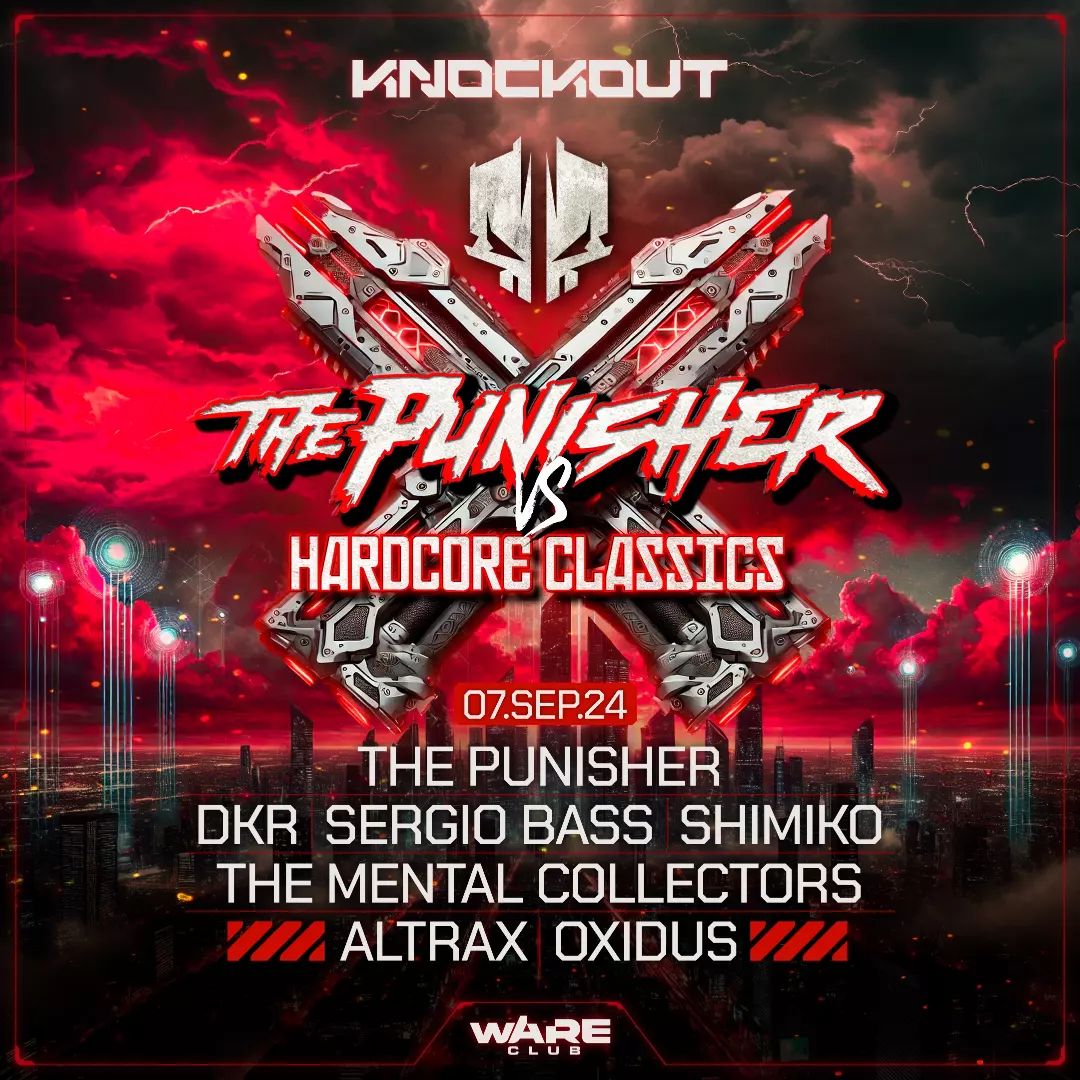 KNOCKOUT
THE PUNISHER
VS
HARDCORE CLASSICS
07.SEP.24
THE PUNISHER
DKR SERGIO BASS SHIMIKO
THE MENTAL COLLECTORS
ALTRAX OXIDUS
WARE
CLUB